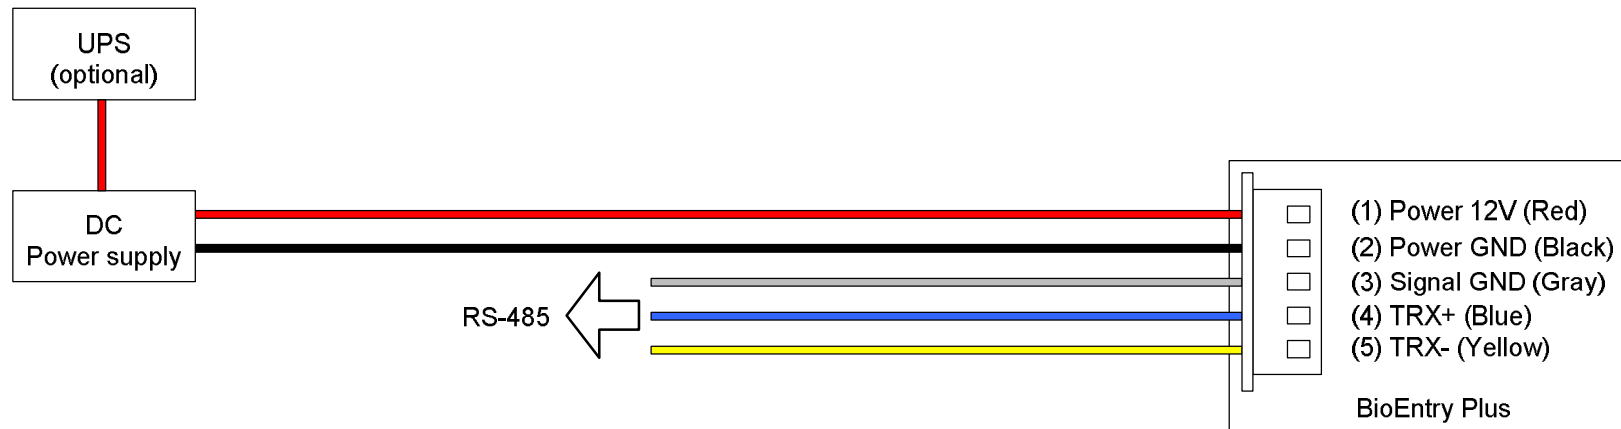 UPS
(optional)
DC
Power supply
RS-485
(1) Power 12V (Red)
(2) Power GND (Black)
(3) Signal GND (Gray)
(4) TRX+ (Blue)
(5) TRX- (Yellow)
BioEntry Plus